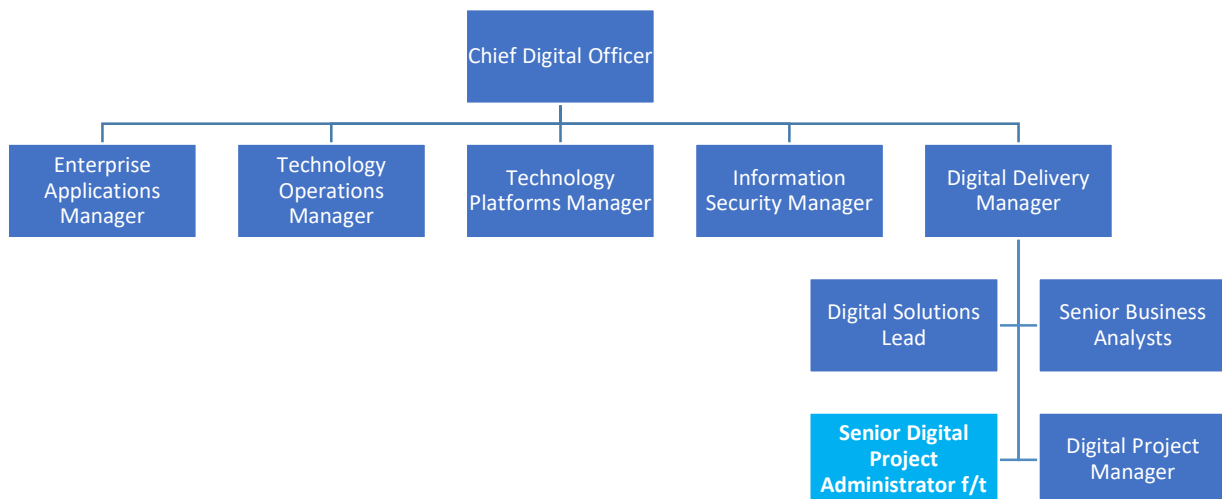 Chief Digital Officer
Enterprise
Applications
Manager
Technology
Operations
Manager
Technology
Platforms Manager
Information
Security Manager
Digital Delivery
Manager
Digital Solutions
Lead
Senior Business
Analysts
Senior Digital
Project
Administrator f/t
Digital Project
Manager